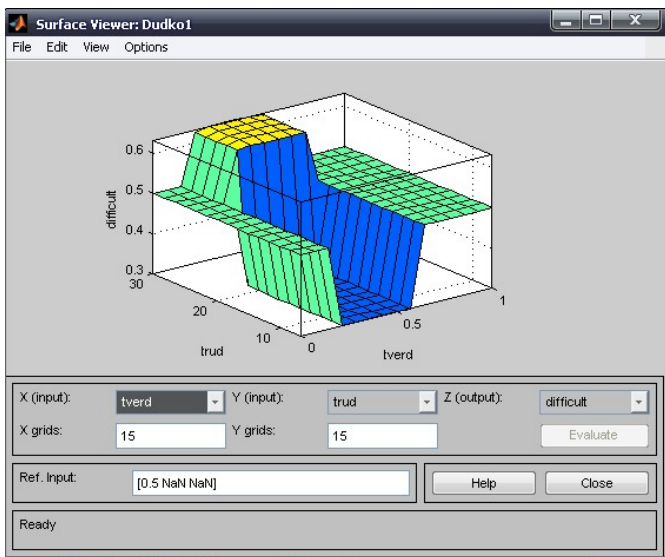 Surface Viewer: Dudko1
File Edit View Options
0.6
0.5
0.4
0.3
difficult
30
20
10
0
trud
0
0.5
1
tverd
X (input): tverd Y (input): trud Z (output): difficult
X grids: 15 Y grids: 15 Evaluate
Ref. Input: [0.5 NaN NaN] Help Close
Ready